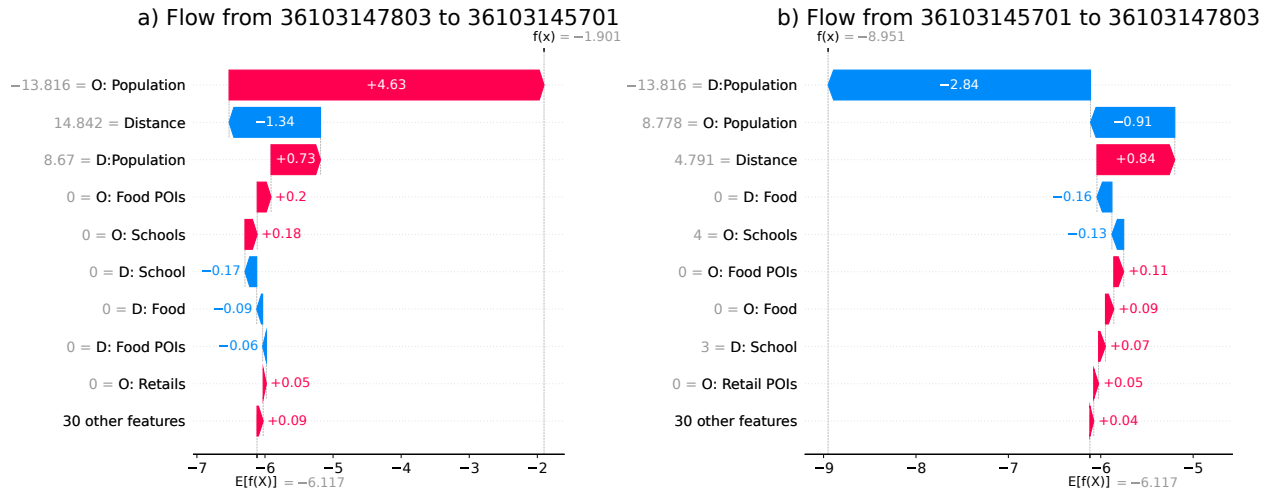 a) Flow from 36103147803 to 36103145701
f(x) = −1.901
−13.816 = O: Population
+4.63
14.842 = Distance
−1.34
8.67 = D:Population
+0.73
0 = O: Food POIs
+0.2
0 = O: Schools
+0.18
0 = D: School
−0.17
0 = D: Food
−0.09
0 = D: Food POIs
−0.06
0 = O: Retails
+0.05
30 other features
+0.09
−7 −6 −5 −4 −3 −2
E[f(X)] = −6.117
b) Flow from 36103145701 to 36103147803
f(x) = −8.951
−13.816 = D:Population
−2.84
8.778 = O: Population
−0.91
4.791 = Distance
+0.84
0 = D: Food
−0.16
4 = O: Schools
−0.13
0 = O: Food POIs
+0.11
0 = O: Food
+0.09
3 = D: School
+0.07
0 = O: Retail POIs
+0.05
30 other features
+0.04
−9 −8 −7 −6 −5
E[f(X)] = −6.117